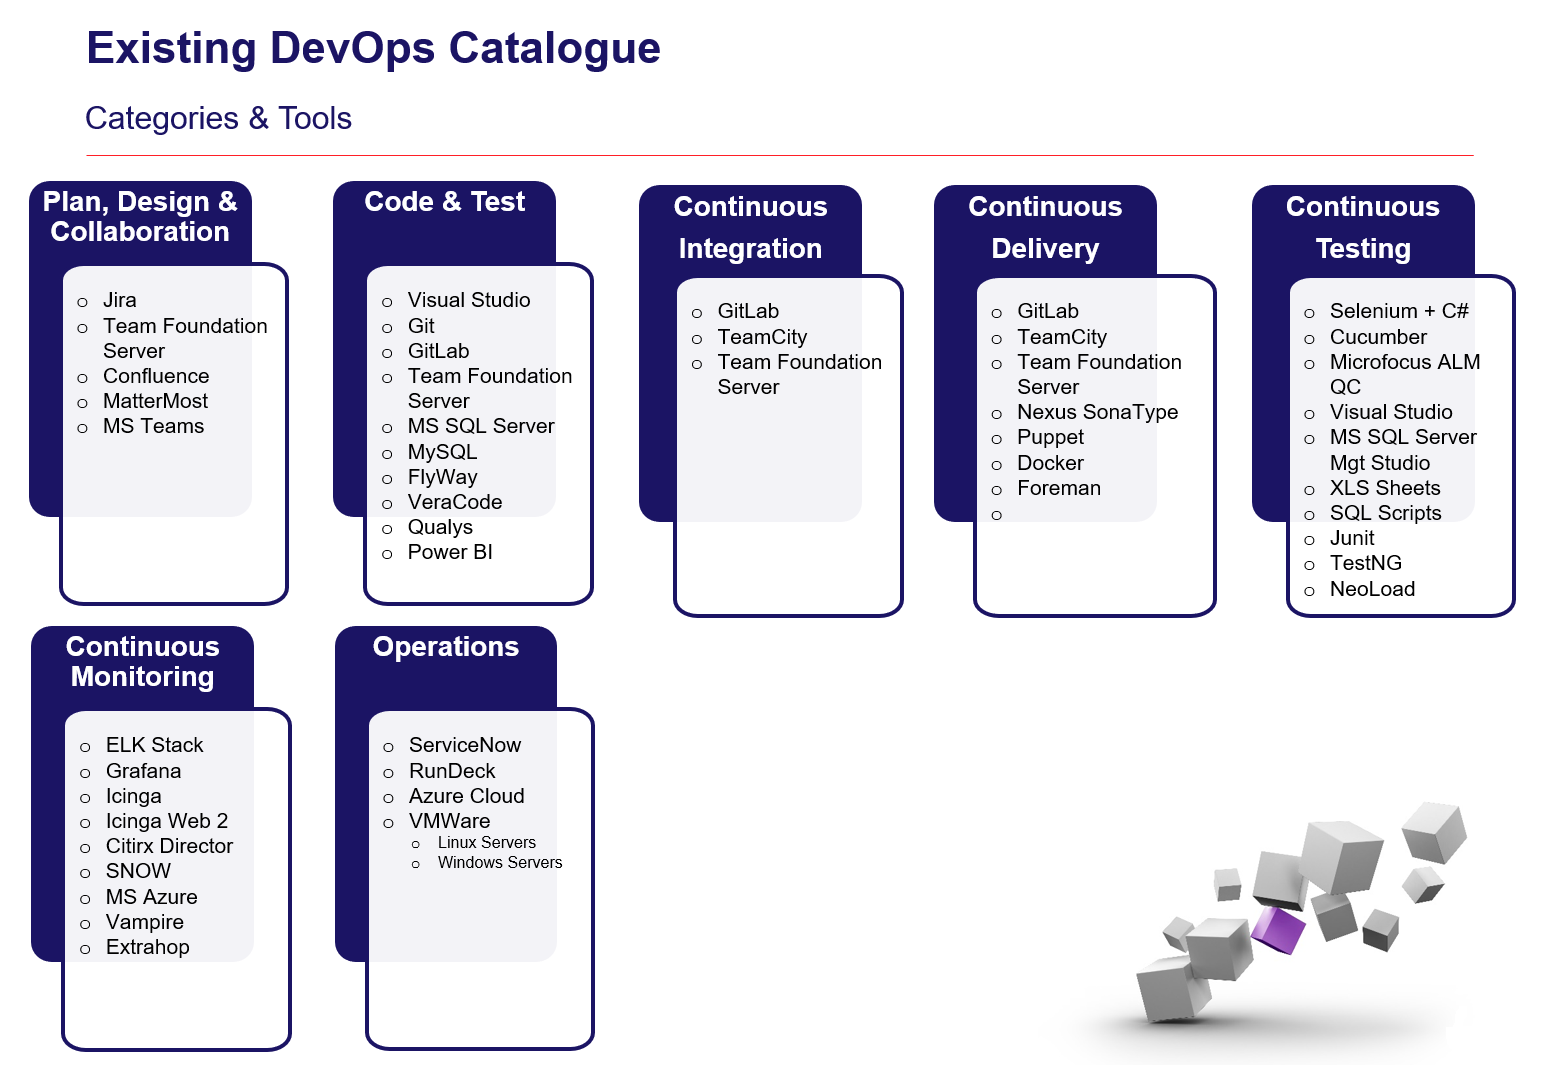 Existing DevOps Catalogue
Categories & Tools
Plan, Design &
Collaboration
o Jira
o Team Foundation
Server
o Confluence
o MatterMost
o MS Teams
Code & Test
o Visual Studio
o Git
o GitLab
o Team Foundation
Server
o MS SQL Server
o MySQL
o FlyWay
o VeraCode
o Qualys
o Power BI
Continuous
Integration
o GitLab
o TeamCity
o Team Foundation
Server
Continuous
Delivery
o GitLab
o TeamCity
o Team Foundation
Server
o Nexus SonaType
o Puppet
o Docker
o Foreman
o
Continuous
Testing
o Selenium + C#
o Cucumber
o Microfocus ALM
QC
o Visual Studio
o MS SQL Server
Mgt Studio
o XLS Sheets
o SQL Scripts
o Junit
o TestNG
o NeoLoad
Continuous
Monitoring
o ELK Stack
o Grafana
o Icinga
o Icinga Web 2
o Citirx Director
o SNOW
o MS Azure
o Vampire
o Extrahop
Operations
o ServiceNow
o RunDeck
o Azure Cloud
o VMWare
o Linux Servers
o Windows Servers